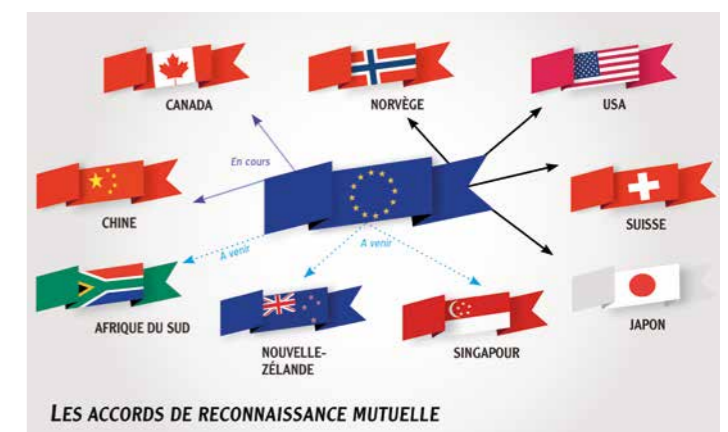 CANADA
NORVÈGE
USA
En cours
CHINE
SUISSE
A venir
A venir
AFRIQUE DU SUD
JAPON
NOUVELLE-
ZÉLANDE
SINGAPOUR
LES ACCORDS DE RECONNAISSANCE MUTUELLE